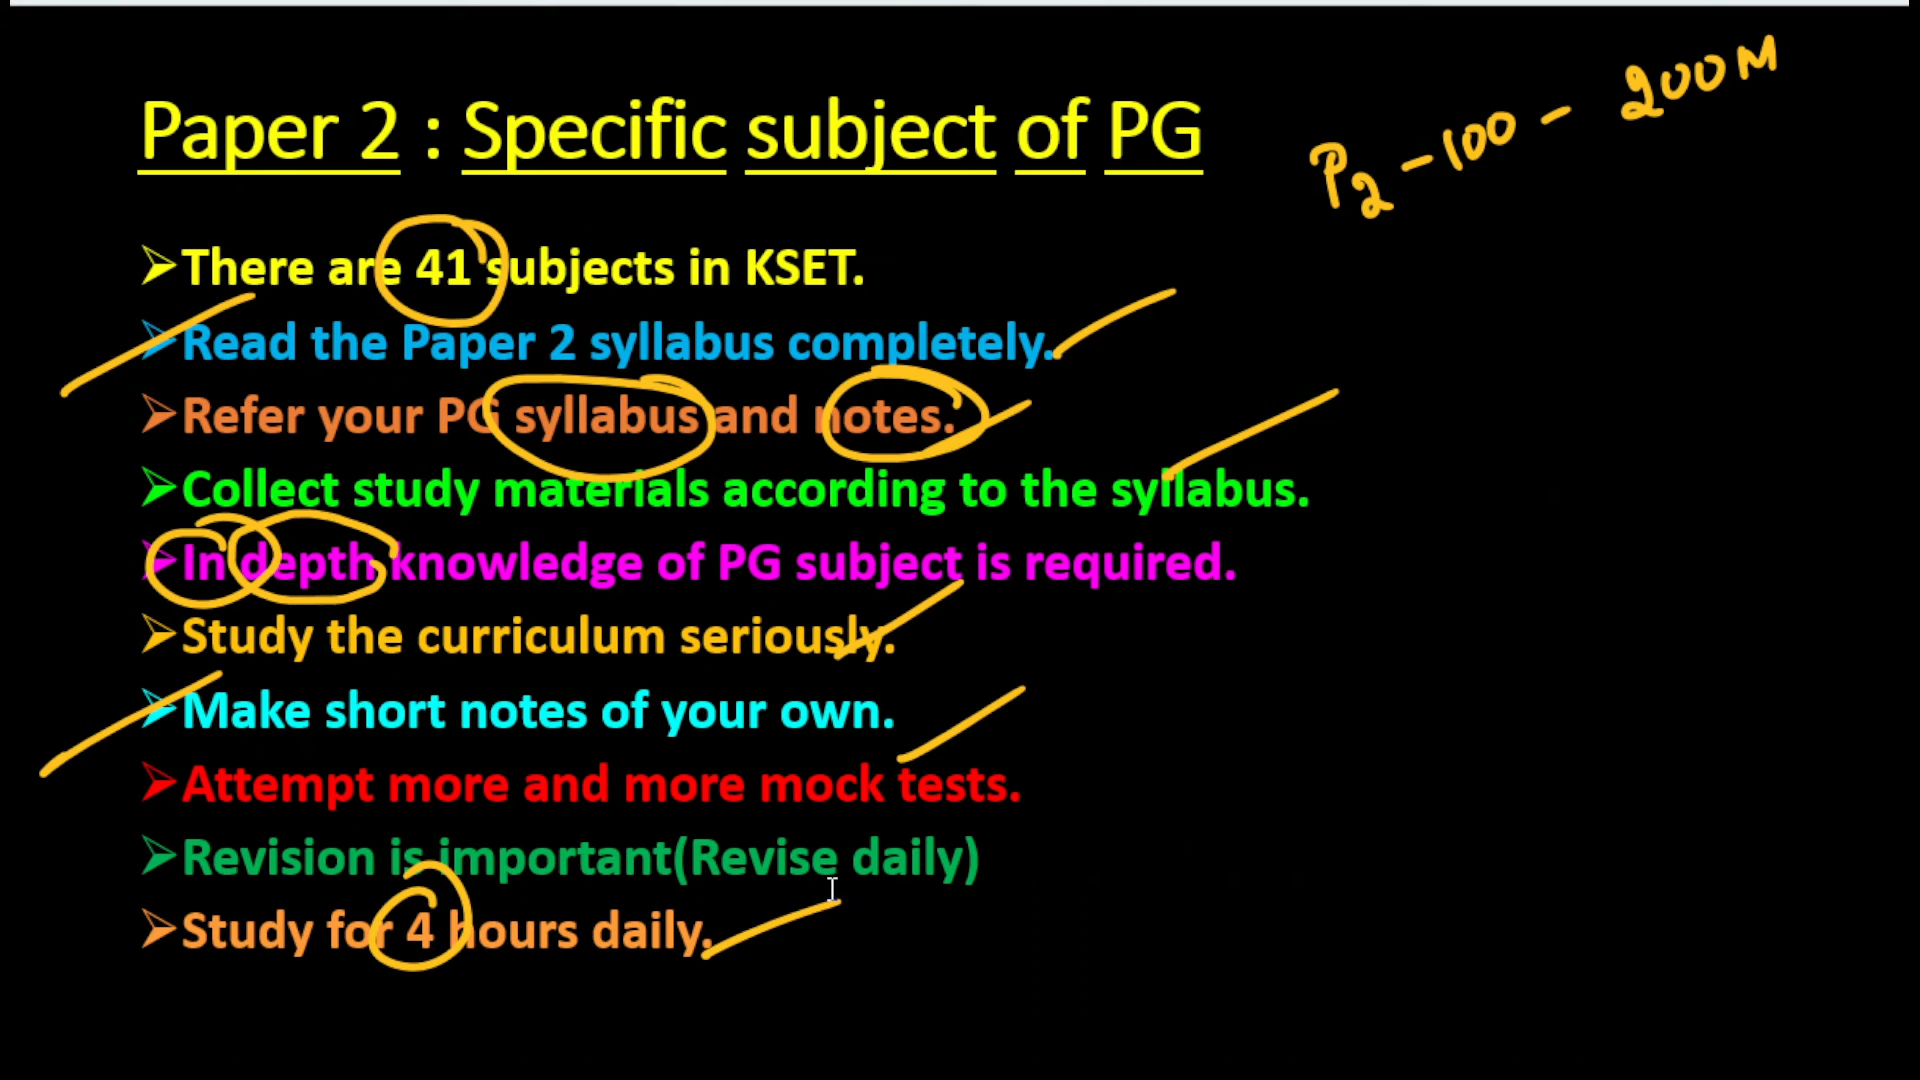 Paper 2 : Specific subject of PG
P2 - 100 - 200M
➢There are 41 subjects in KSET.
➢Read the Paper 2 syllabus completely.
➢Refer your PG syllabus and notes.
➢Collect study materials according to the syllabus.
➢In depth knowledge of PG subject is required.
➢Study the curriculum seriously.
➢Make short notes of your own.
➢Attempt more and more mock tests.
➢Revision is important(Revise daily)
➢Study for 4 hours daily.